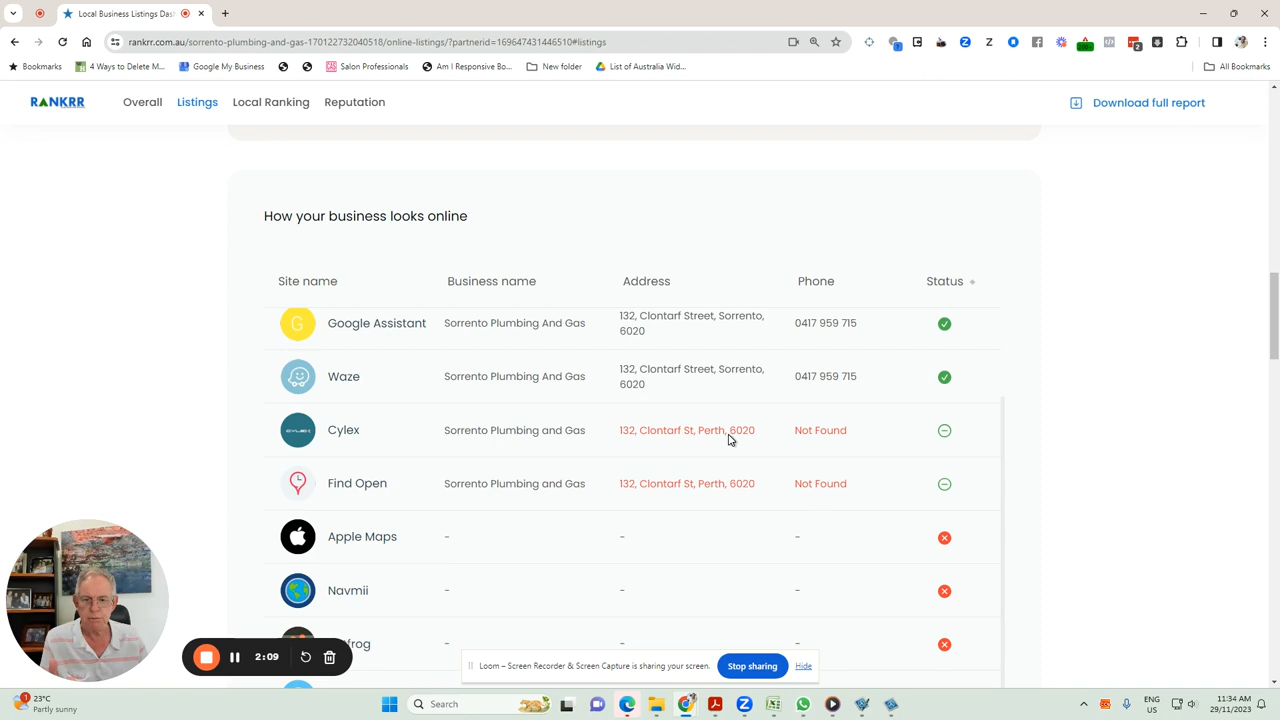 Local Business Listings Das
rankrr.com.au/sorrento-plumbing-and-gas-170122732040518/online-listings/?partnerid=169647431446510#listings
Bookmarks
4 Ways to Delete M...
Google My Business
Salon Professionals
Am I Responsive Bo...
New folder
List of Australia Wid...
All Bookmarks
RANKRR
Overall
Listings
Local Ranking
Reputation
Download full report
How your business looks online
Site name Business name Address Phone Status
Google Assistant Sorrento Plumbing And Gas 132, Clontarf Street, Sorrento, 0417 959 715
6020
Waze Sorrento Plumbing And Gas 132, Clontarf Street, Sorrento, 0417 959 715
6020
Cylex Sorrento Plumbing and Gas 132, Clontarf St, Perth, 6020 Not Found
Find Open Sorrento Plumbing and Gas 132, Clontarf St, Perth, 6020 Not Found
Apple Maps - - -
Navmii - - -
frog - - -
2:09
Loom – Screen Recorder & Screen Capture is sharing your screen.
Stop sharing
Hide
23°C
Partly sunny
Search
ENG
US
11:34 AM
29/11/2023